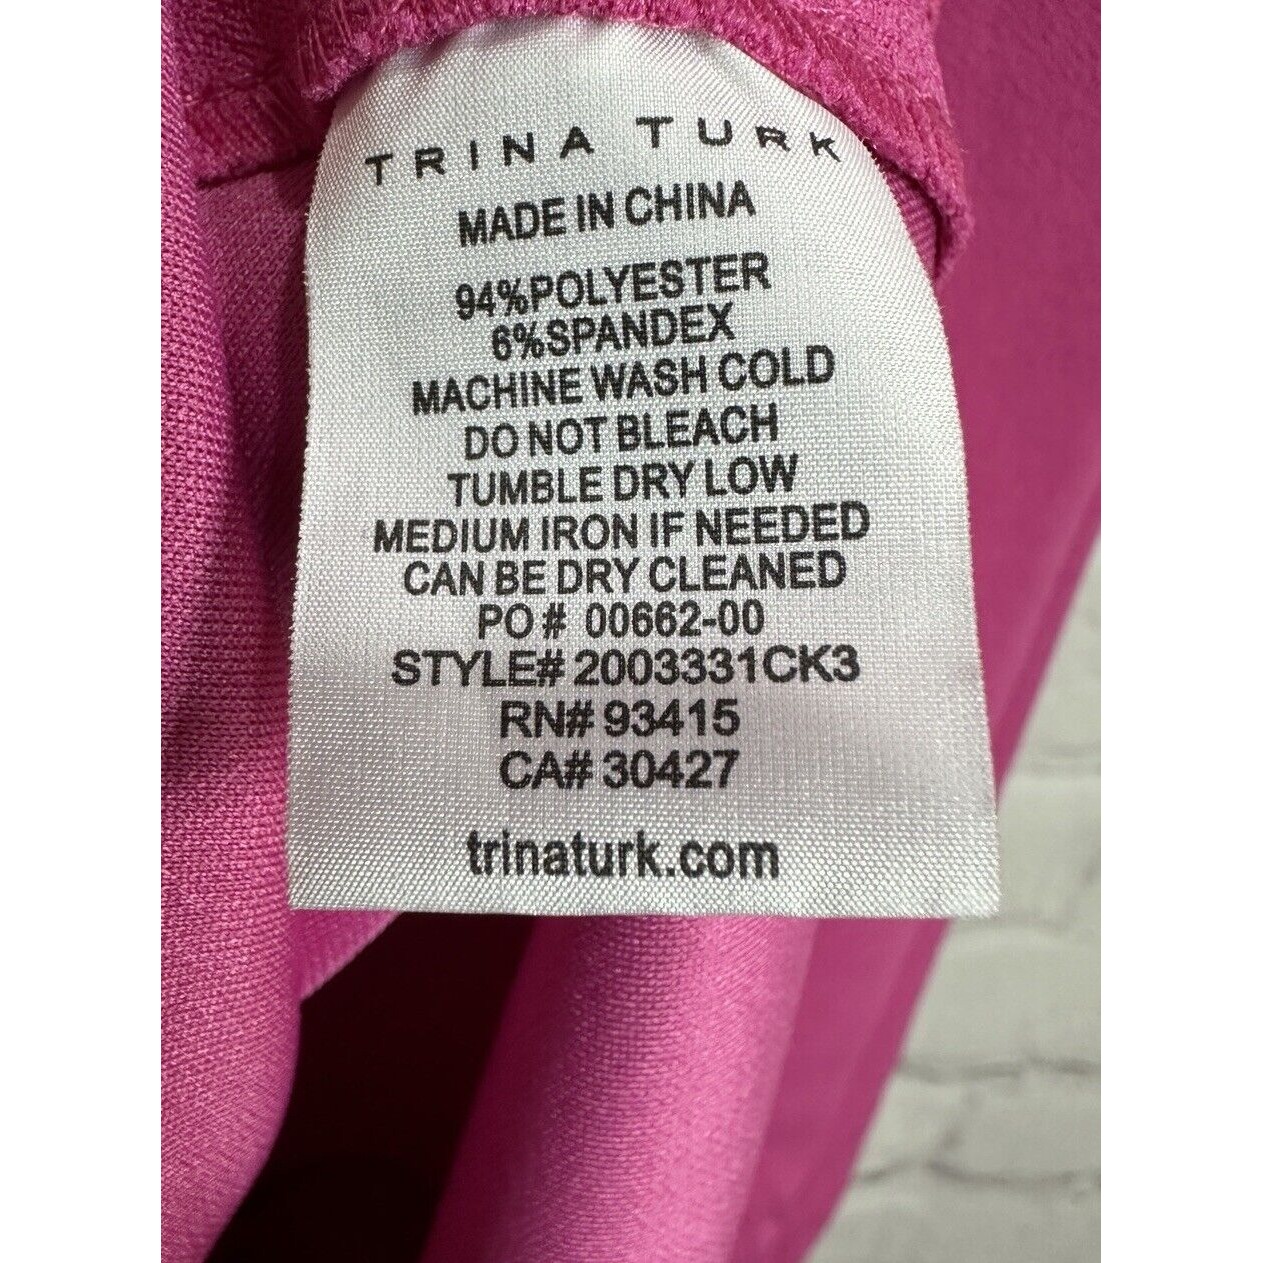 TRINA TURK
MADE IN CHINA
94%POLYESTER
6%SPANDEX
MACHINE WASH COLD
DO NOT BLEACH
TUMBLE DRY LOW
MEDIUM IRON IF NEEDED
CAN BE DRY CLEANED
PO# 00662-00
STYLE# 2003331CK3
RN# 93415
CA# 30427
trinaturk.com